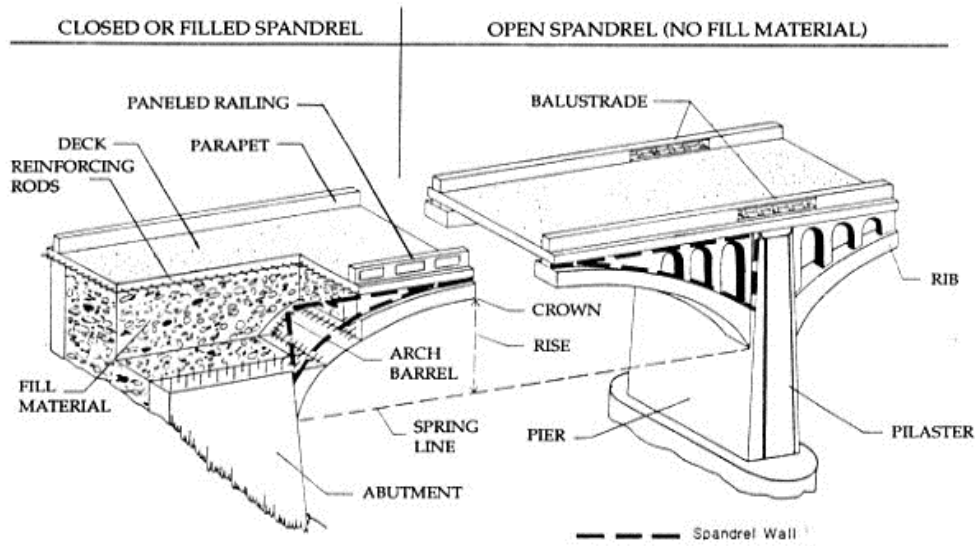 CLOSED OR FILLED SPANDREL
OPEN SPANDREL (NO FILL MATERIAL)
PANELED RAILING
BALUSTRADE
DECK
PARAPET
REINFORCING
RODS
RIB
CROWN
RISE
ARCH
BARREL
FILL
MATERIAL
SPRING
LINE
PIER
PILASTER
ABUTMENT
Spandrel Wall